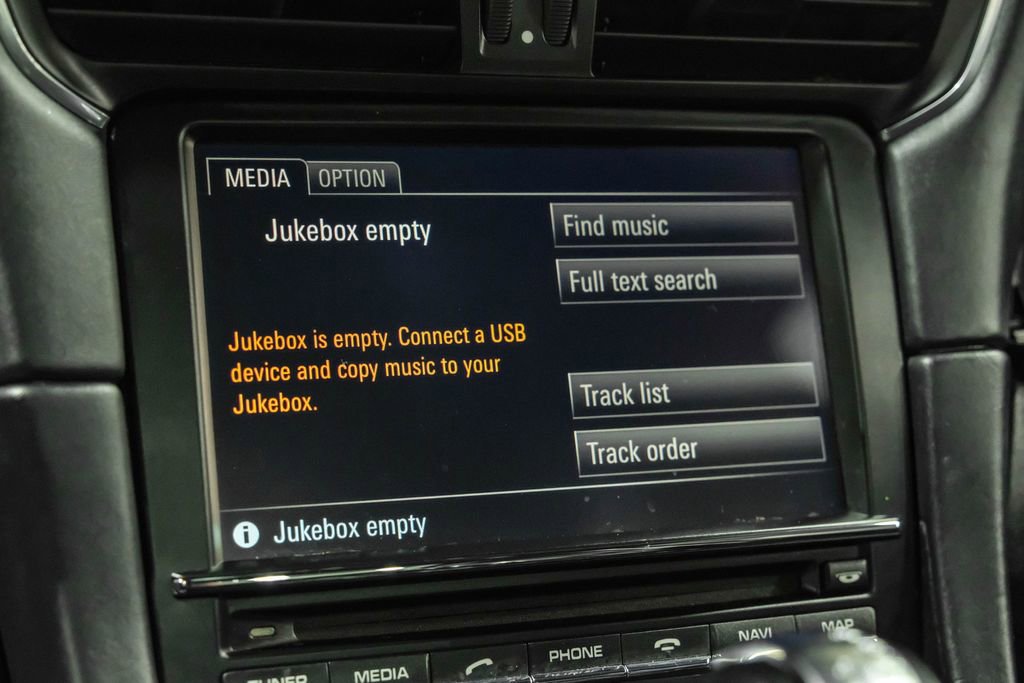 MEDIA OPTION
Jukebox empty
Find music
Full text search
Jukebox is empty. Connect a USB
device and copy music to your
Jukebox.
Track list
Track order
Jukebox empty
TUNER MEDIA PHONE NAVI MAP